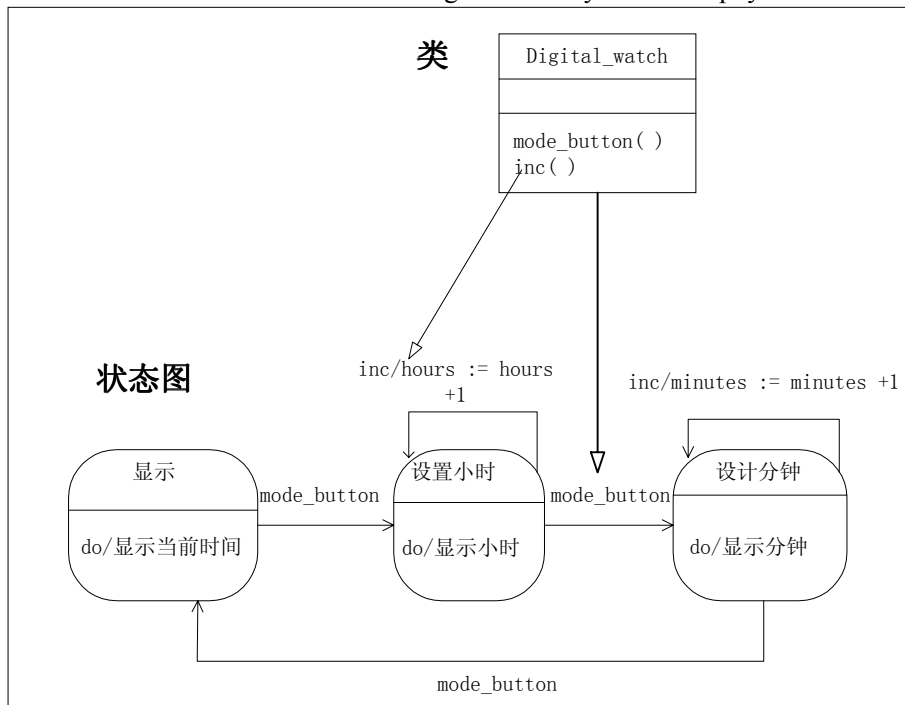 类
Digital_watch
mode_button( )
inc( )
状态图
inc/hours := hours
+1
inc/minutes := minutes +1
显示
设置小时
设计分钟
mode_button
mode_button
do/显示当前时间
do/显示小时
do/显示分钟
mode_button